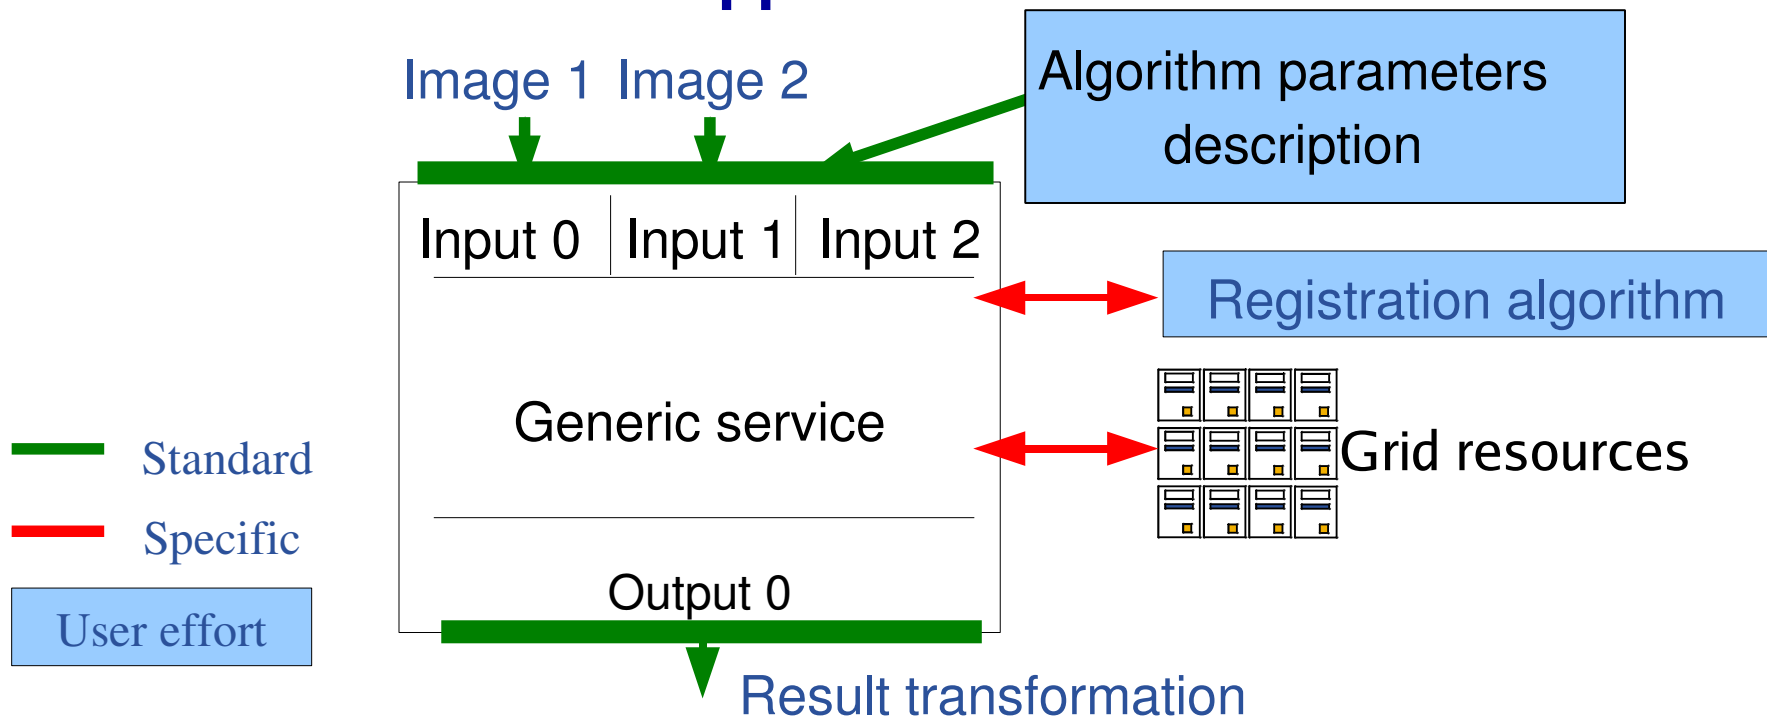 Image 1 Image 2
Algorithm parameters
description
Input 0 Input 1 Input 2
Registration algorithm
Generic service
Grid resources
Standard
Specific
User effort
Output 0
Result transformation